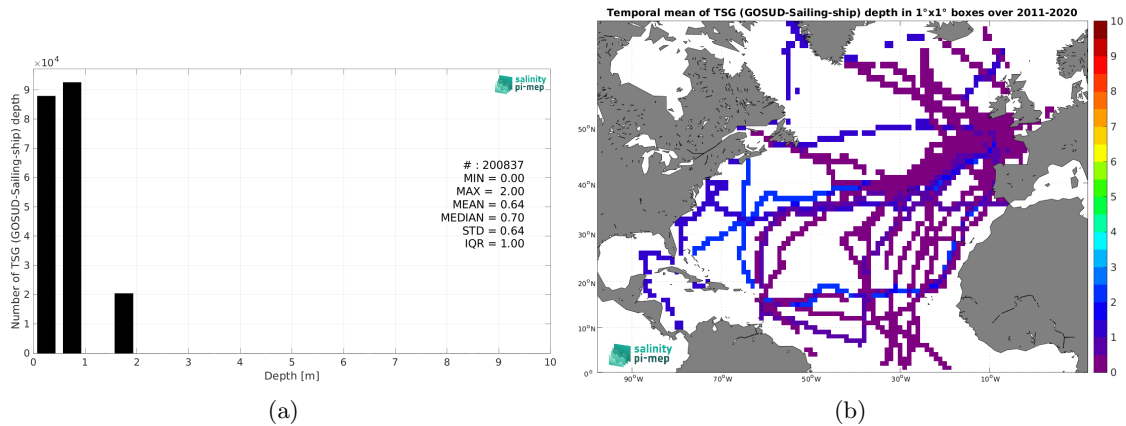 Temporal mean of TSG (GOSUD-Sailing-ship) depth in 1°x1° boxes over 2011-2020
×10⁴
Number of TSG (GOSUD-Sailing-ship) depth
9
8
7
6
5
4
3
2
1
0
salinity
pi-mep
# : 200837
MIN = 0.00
MAX = 2.00
MEAN = 0.64
MEDIAN = 0.70
STD = 0.64
IQR = 1.00
0 1 2 3 4 5 6 7 8 9 10
Depth [m]
(a)
50°N
40°N
30°N
20°N
10°N
0°
90°W 70°W 50°W 30°W 10°W
salinity
pi-mep
10
9
8
7
6
5
4
3
2
1
0
(b)